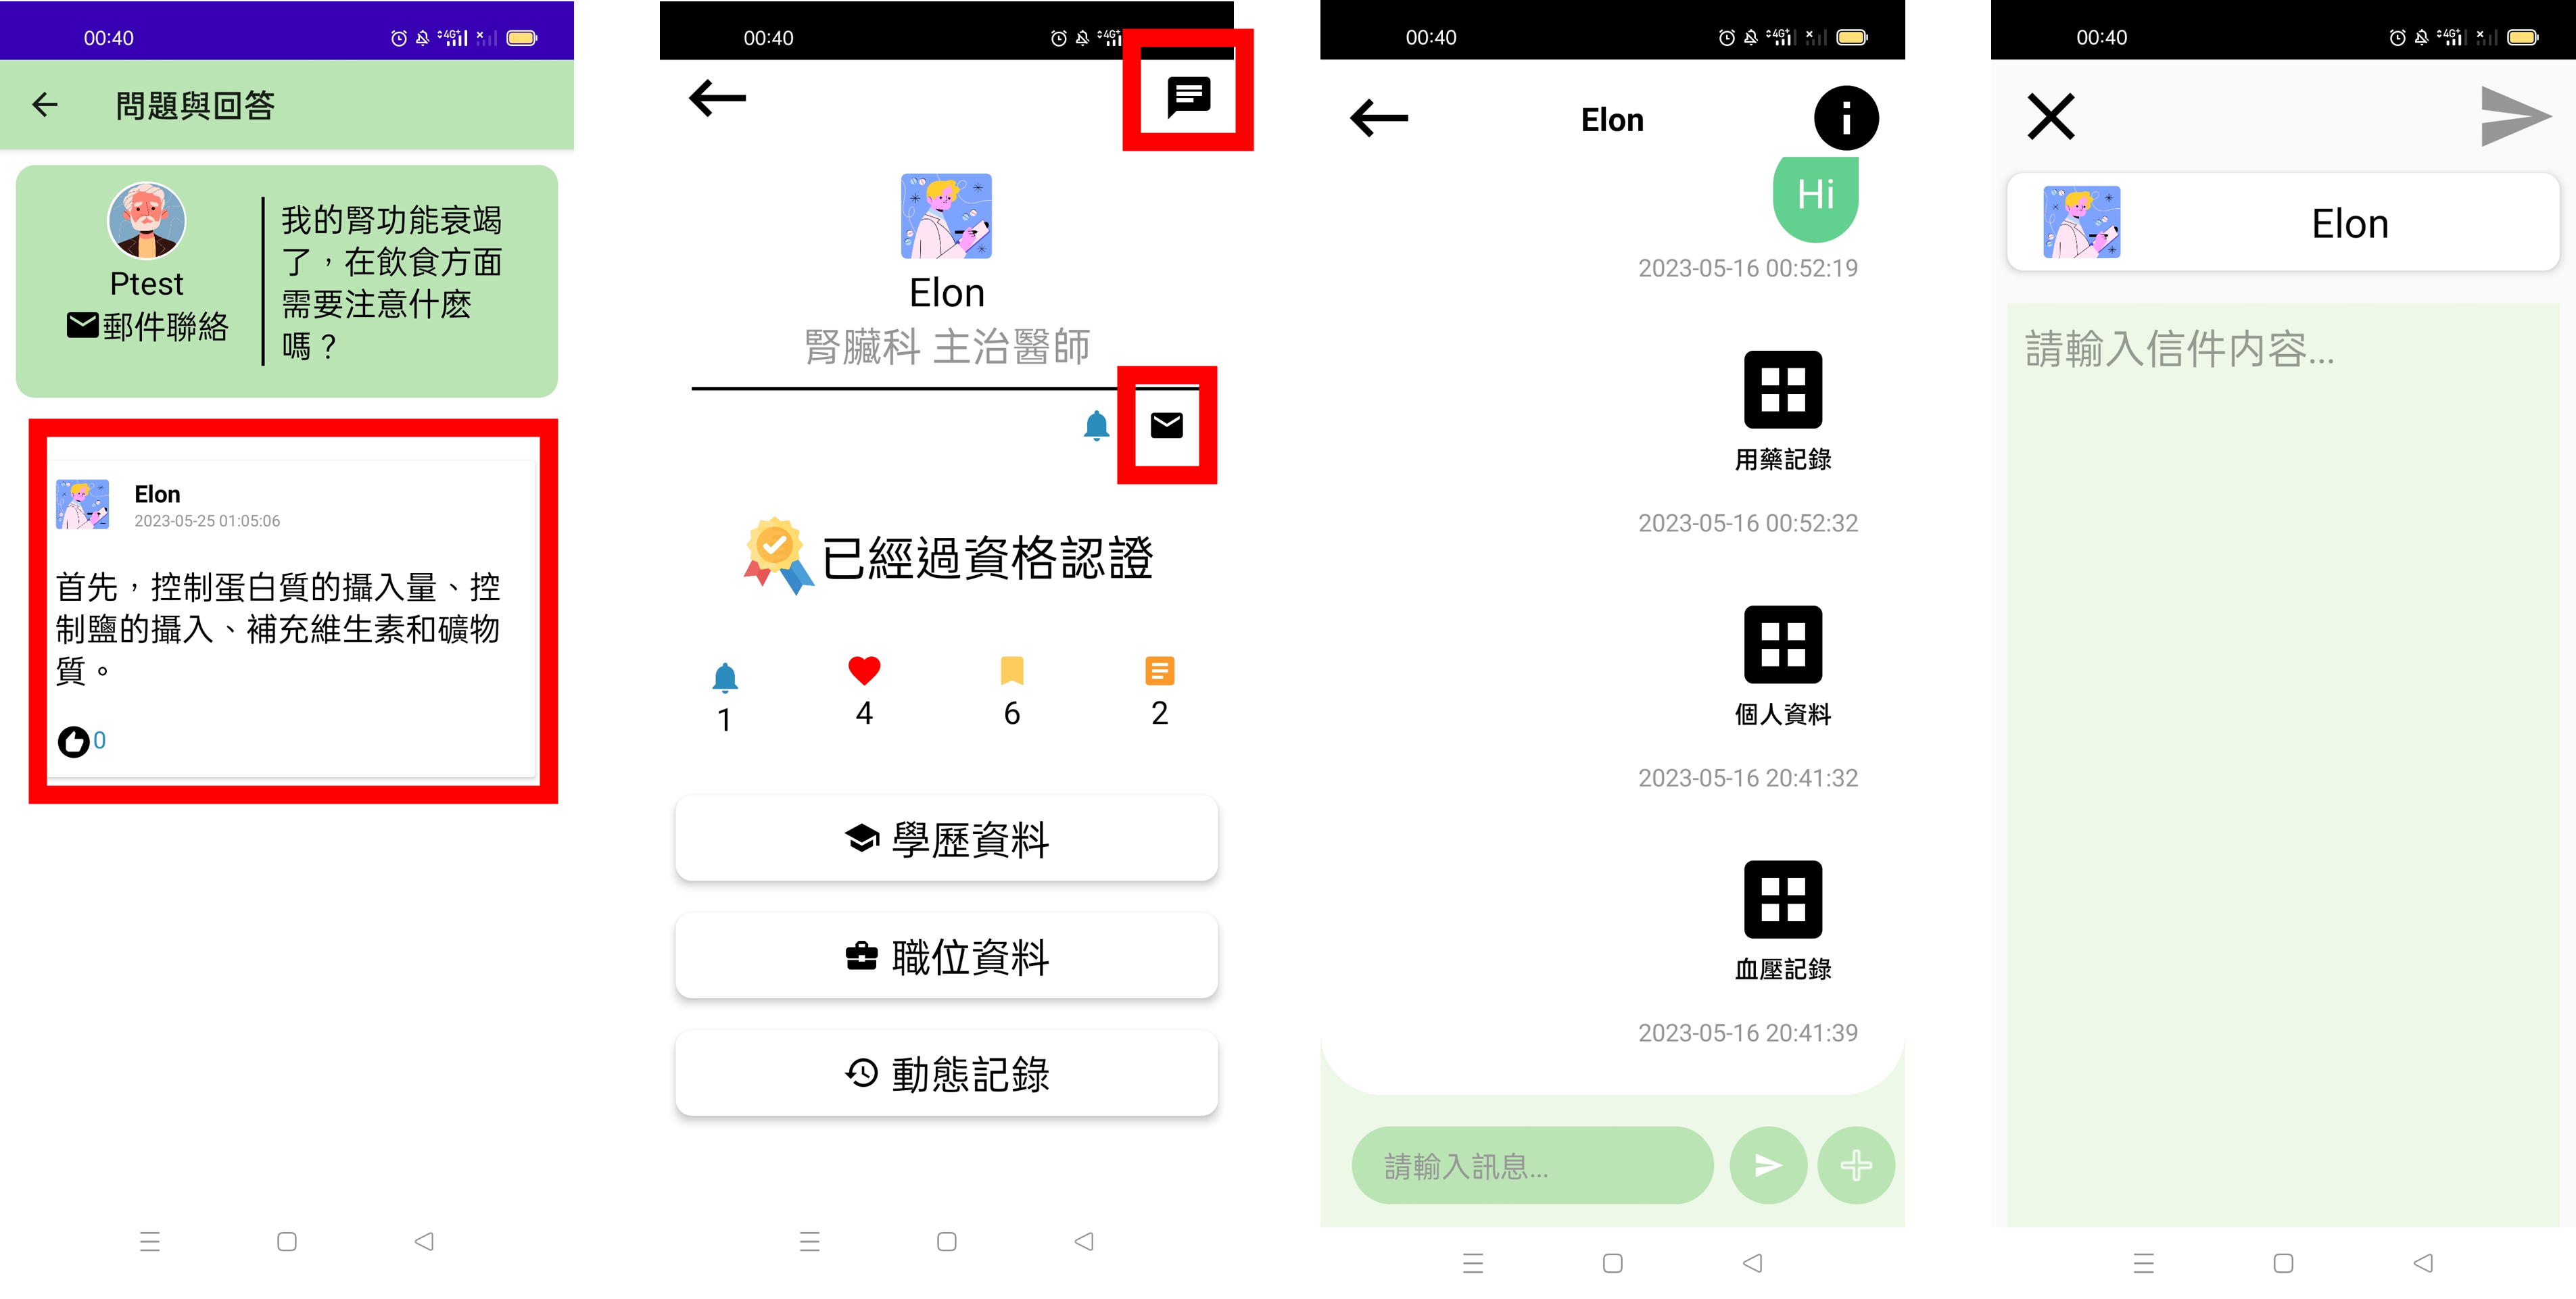 00:40
4G+
問題與回答
Ptest
郵件聯絡
我的腎功能衰竭
了，在飲食方面
需要注意什麼
嗎？
Elon
2023-05-25 01:05:06
首先，控制蛋白質的攝入量、控
制鹽的攝入、補充維生素和礦物
質。
0
00:40
4G+
Elon
腎臟科 主治醫師
已經過資格認證
1
4
6
2
學歷資料
職位資料
動態記錄
00:40
4G+
Elon
Hi
2023-05-16 00:52:19
用藥記錄
2023-05-16 00:52:32
個人資料
2023-05-16 20:41:32
血壓記錄
2023-05-16 20:41:39
請輸入訊息...
00:40
4G+
Elon
請輸入信件内容...